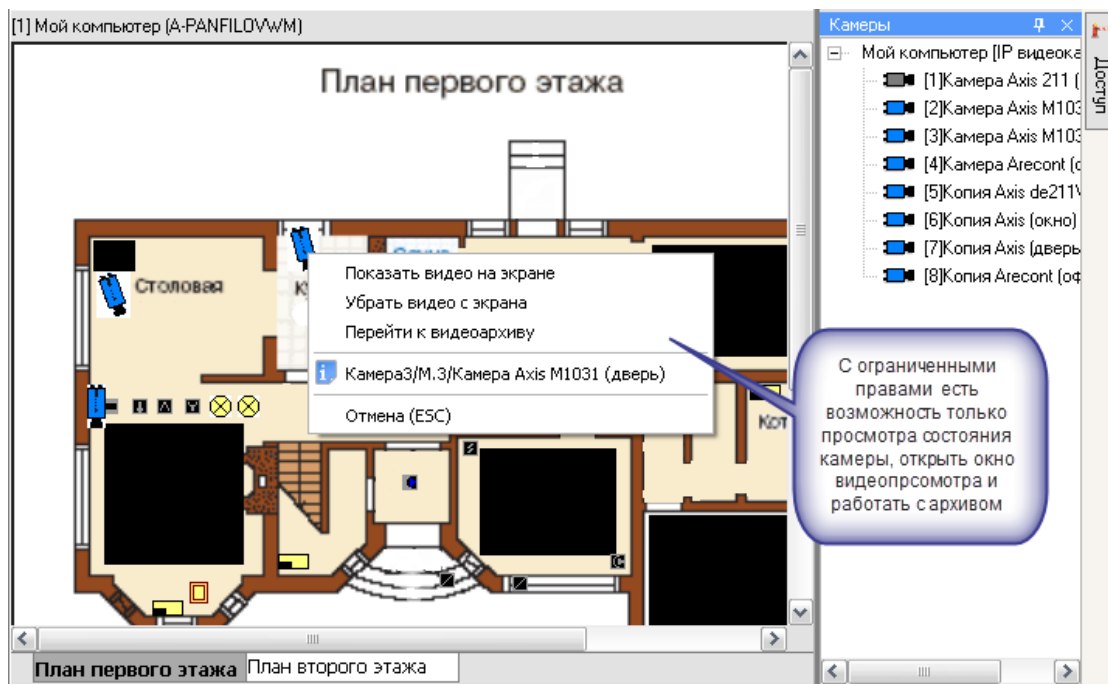 [1] Мой компьютер (A-PANFILOVWM)
План первого этажа
Столовая
Показать видео на экране
Убрать видео с экрана
Перейти к видеоархиву
Камера3/М.3/Камера Axis M1031 (дверь)
Отмена (ESC)
Кот
План первого этажа
План второго этажа
Камеры
Мой компьютер [IP видеока
[1]Камера Axis 211 (
[2]Камера Axis M103
[3]Камера Axis M103
[4]Камера Arecont (о
[5]Копия Axis de211\
[6]Копия Axis (окно)
[7]Копия Axis (дверь
[8]Копия Arecont (оф
Доступ
С ограниченными
правами есть
возможность только
просмотра состояния
камеры, открыть окно
видеопрсомотра и
работать с архивом